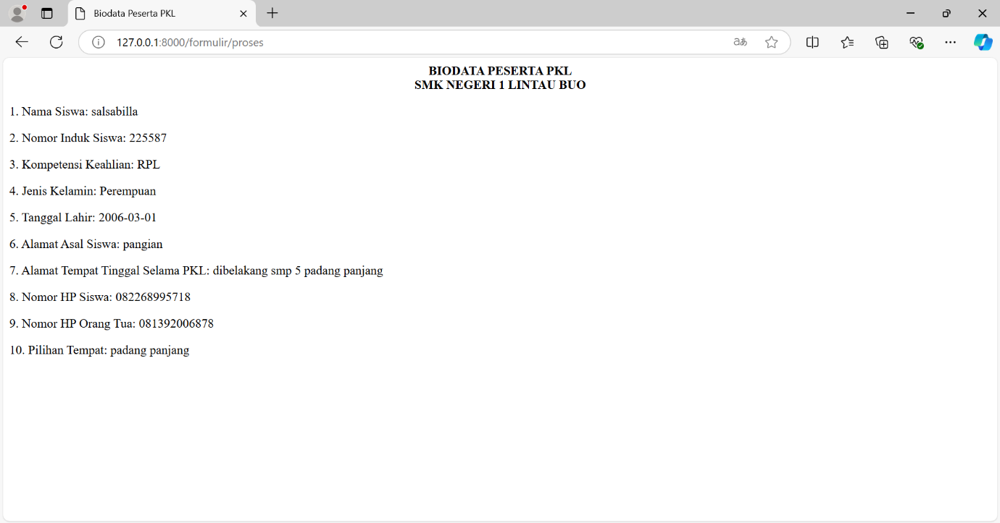 Biodata Peserta PKL
127.0.0.1:8000/formulir/proses
BIODATA PESERTA PKL
SMK NEGERI 1 LINTAU BUO
1. Nama Siswa: salsabilla
2. Nomor Induk Siswa: 225587
3. Kompetensi Keahlian: RPL
4. Jenis Kelamin: Perempuan
5. Tanggal Lahir: 2006-03-01
6. Alamat Asal Siswa: pangian
7. Alamat Tempat Tinggal Selama PKL: dibelakang smp 5 padang panjang
8. Nomor HP Siswa: 082268995718
9. Nomor HP Orang Tua: 081392006878
10. Pilihan Tempat: padang panjang